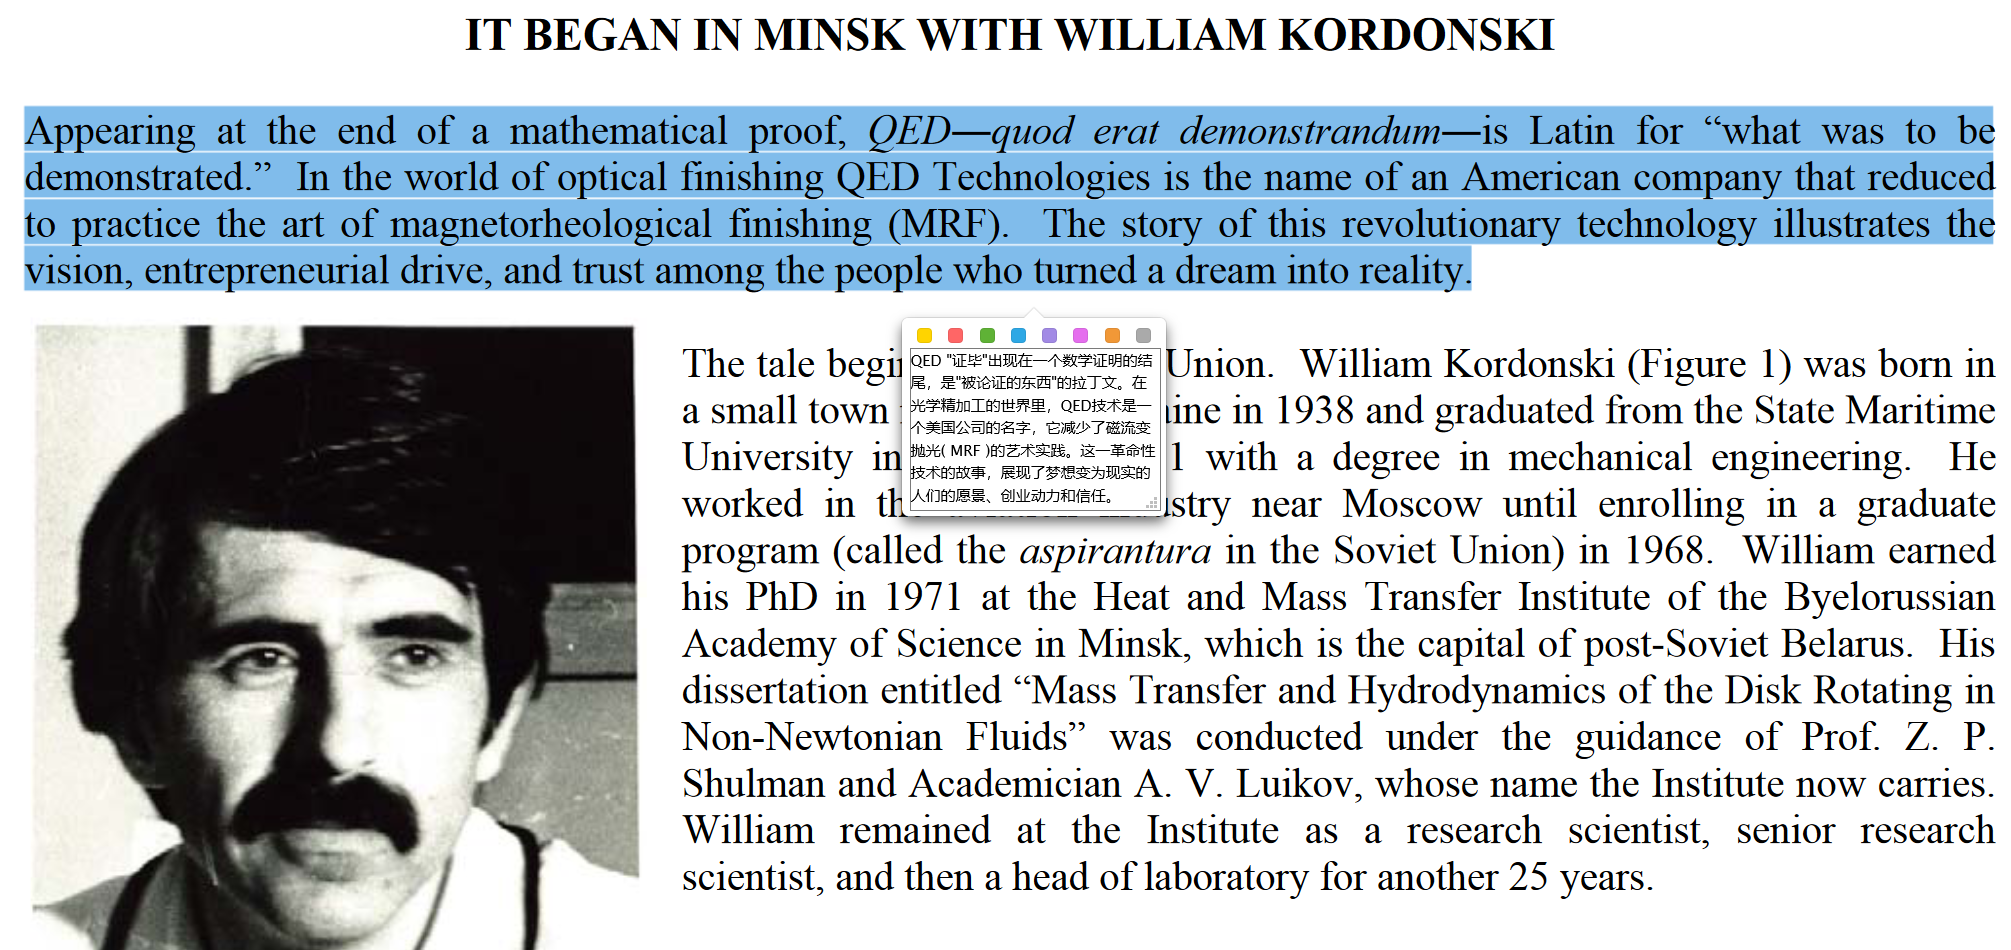 IT BEGAN IN MINSK WITH WILLIAM KORDONSKI
Appearing at the end of a mathematical proof, QED—quod erat demonstrandum—is Latin for “what was to be
demonstrated.” In the world of optical finishing QED Technologies is the name of an American company that reduced
to practice the art of magnetorheological finishing (MRF). The story of this revolutionary technology illustrates the
vision, entrepreneurial drive, and trust among the people who turned a dream into reality.
QED "证毕"出现在一个数学证明的结
尾，是"被论证的东西"的拉丁文。在
光学精加工的世界里，QED技术是一
个美国公司的名字，它减少了磁流变
抛光( MRF )的艺术实践。这一革命性
技术的故事，展现了梦想变为现实的
人们的愿景、创业动力和信任。
The tale Union. William Kordonski (Figure 1) was born in
a small town in 1938 and graduated from the State Maritime
University in with a degree in mechanical engineering. He
worked in near Moscow until enrolling in a graduate
program (called the aspirantura in the Soviet Union) in 1968. William earned
his PhD in 1971 at the Heat and Mass Transfer Institute of the Byelorussian
Academy of Science in Minsk, which is the capital of post-Soviet Belarus. His
dissertation entitled “Mass Transfer and Hydrodynamics of the Disk Rotating in
Non-Newtonian Fluids” was conducted under the guidance of Prof. Z. P.
Shulman and Academician A. V. Luikov, whose name the Institute now carries.
William remained at the Institute as a research scientist, senior research
scientist, and then a head of laboratory for another 25 years.